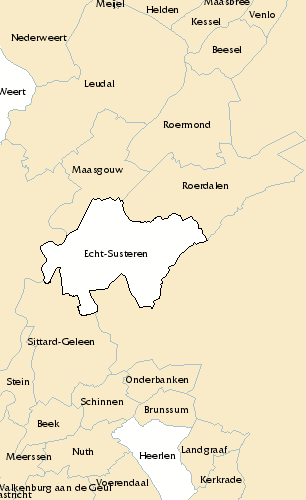 Meijel
Helden
Maasbree
Kessel
Venlo
Nederweert
Beesel
Leudal
Weert
Roermond
Maasgouw
Roerdalen
Echt-Susteren
Sittard-Geleen
Stein
Onderbanken
Schinnen
Brunssum
Beek
Meerssen
Nuth
Heerlen
Landgraaf
Voerendaal
Kerkrade
Valkenburg aan de Geul
astricht